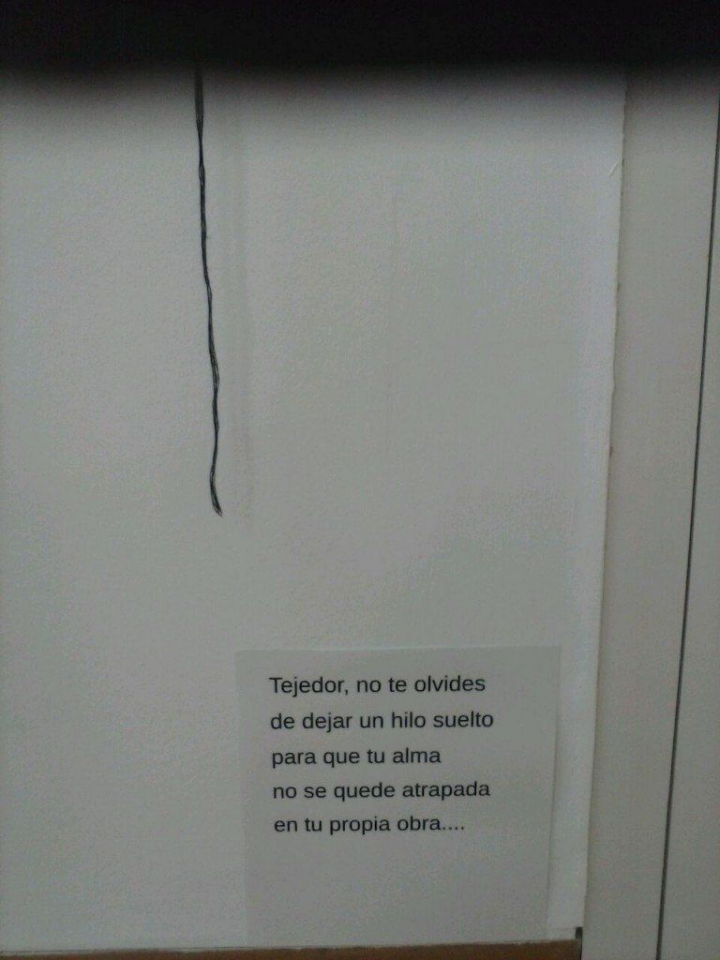 Tejedor, no te olvides
de dejar un hilo suelto
para que tu alma
no se quede atrapada
en tu propia obra....